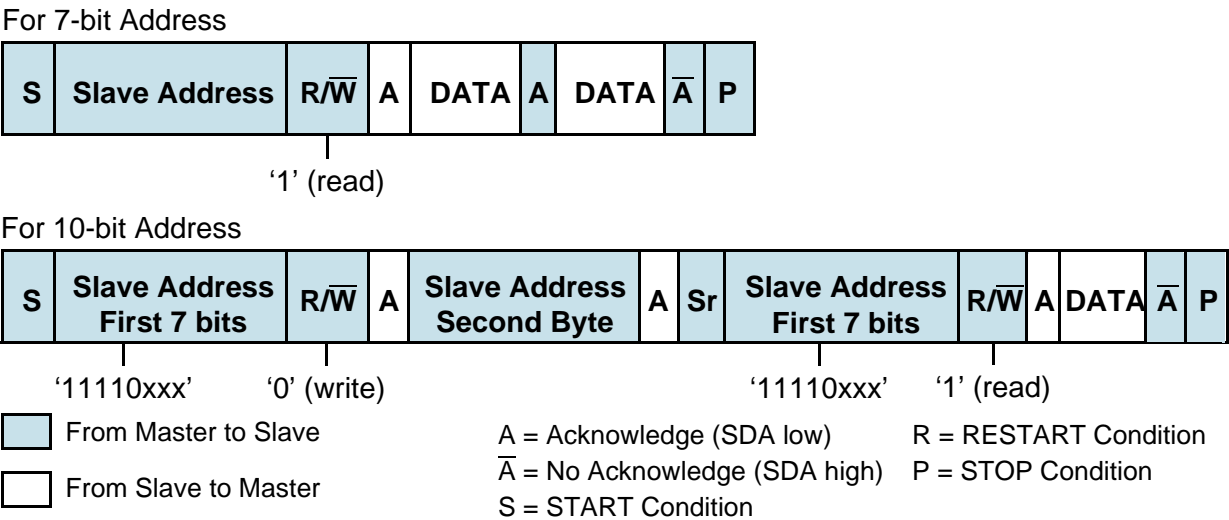 For 7-bit Address
S Slave Address R/W̅ A DATA A DATA A̅ P
‘1’ (read)
For 10-bit Address
S Slave Address First 7 bits R/W̅ A Slave Address Second Byte A Sr Slave Address First 7 bits R/W̅ A DATA A̅ P
‘11110xxx’ ‘0’ (write) ‘11110xxx’ ‘1’ (read)
From Master to Slave
From Slave to Master
A = Acknowledge (SDA low)
A̅ = No Acknowledge (SDA high)
S = START Condition
R = RESTART Condition
P = STOP Condition